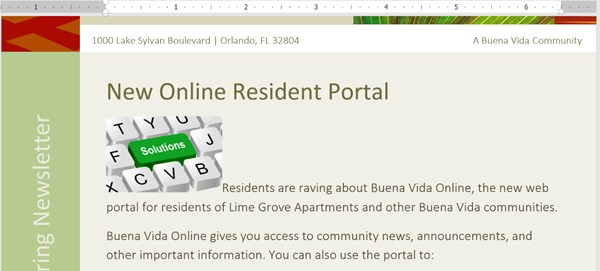 1 1 2 3 4 5 6
1000 Lake Sylvan Boulevard | Orlando, FL 32804
A Buena Vida Community
ring Newsletter
New Online Resident Portal
T Y U
F Solutions J
X C V B
Residents are raving about Buena Vida Online, the new web
portal for residents of Lime Grove Apartments and other Buena Vida communities.
Buena Vida Online gives you access to community news, announcements, and
other important information. You can also use the portal to: